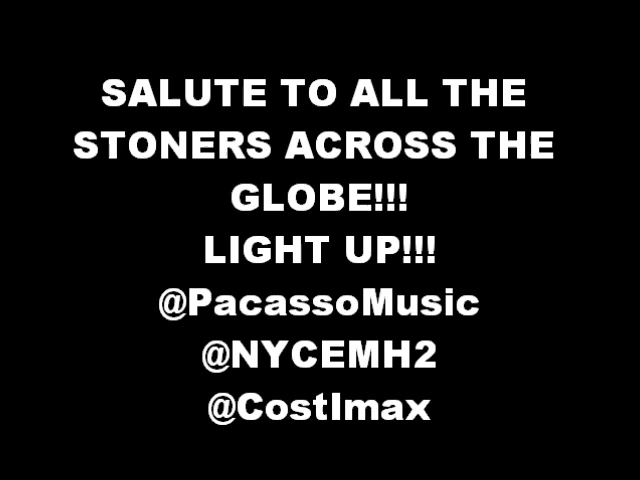 SALUTE TO ALL THE
STONERS ACROSS THE
GLOBE!!!
LIGHT UP!!!
@PacassoMusic
@NYCEMH2
@CostImax